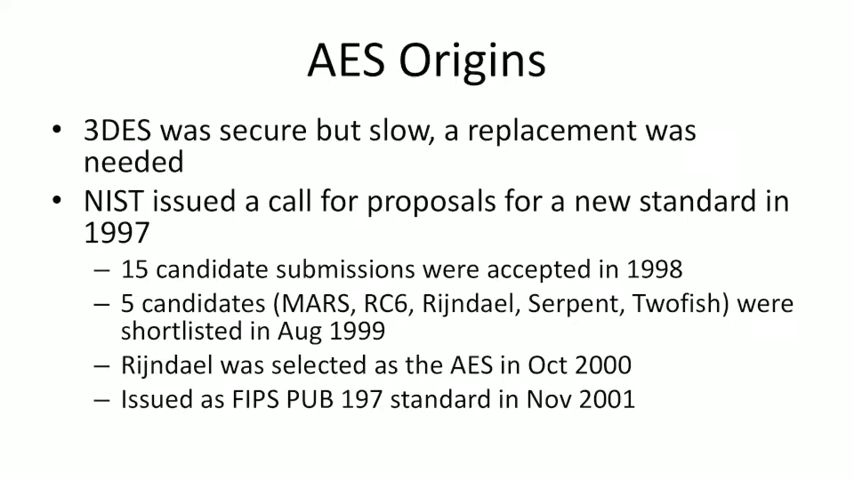 AES Origins
• 3DES was secure but slow, a replacement was
needed
• NIST issued a call for proposals for a new standard in
1997
– 15 candidate submissions were accepted in 1998
– 5 candidates (MARS, RC6, Rijndael, Serpent, Twofish) were
shortlisted in Aug 1999
– Rijndael was selected as the AES in Oct 2000
– Issued as FIPS PUB 197 standard in Nov 2001